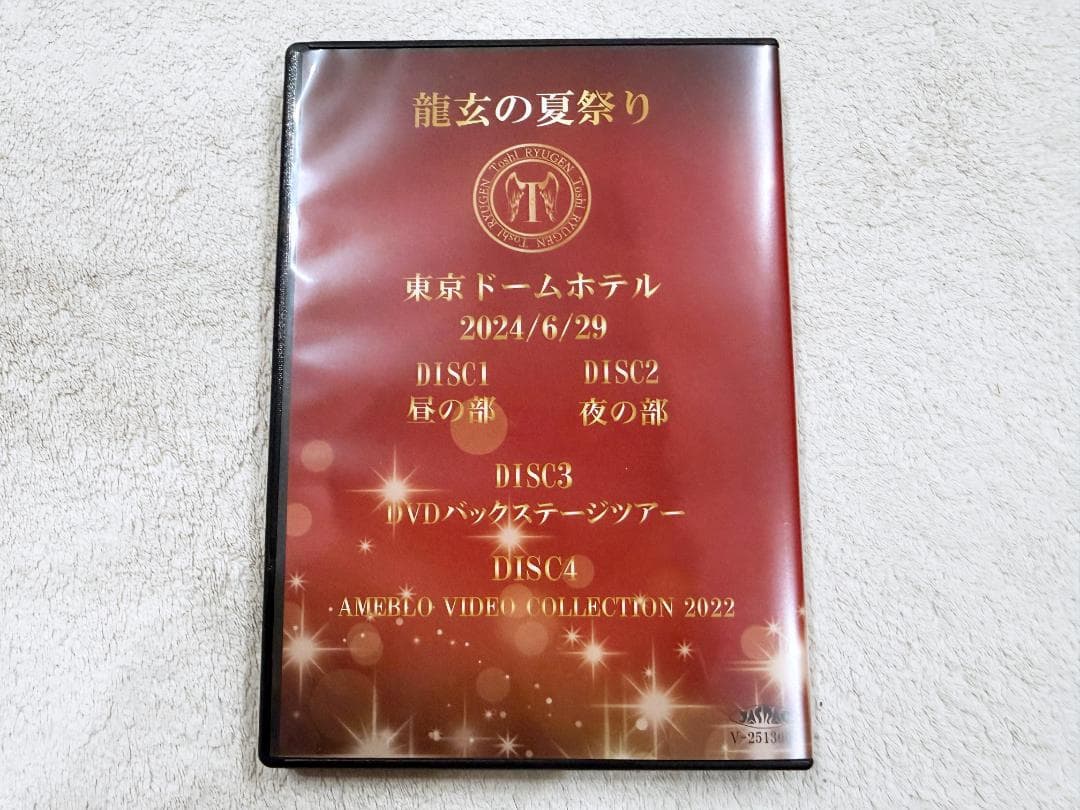 龍玄の夏祭り
Toshl RYUGEN Toshl RYUGEN Toshl RYUGEN
T
東京ドームホテル
2024/6/29
DISC1 DISC2
昼の部 夜の部
DISC3
DVDバックステージツアー
DISC4
AMEBLO VIDEO COLLECTION 2022